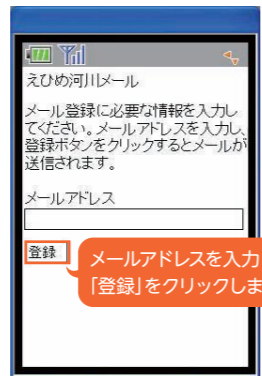 えひめ河川メール
メール登録に必要な情報を入力し
てください。メールアドレスを入力し、
登録ボタンをクリックするとメールが
送信されます。
メールアドレス
登録
メールアドレスを入力
「登録」をクリックしま